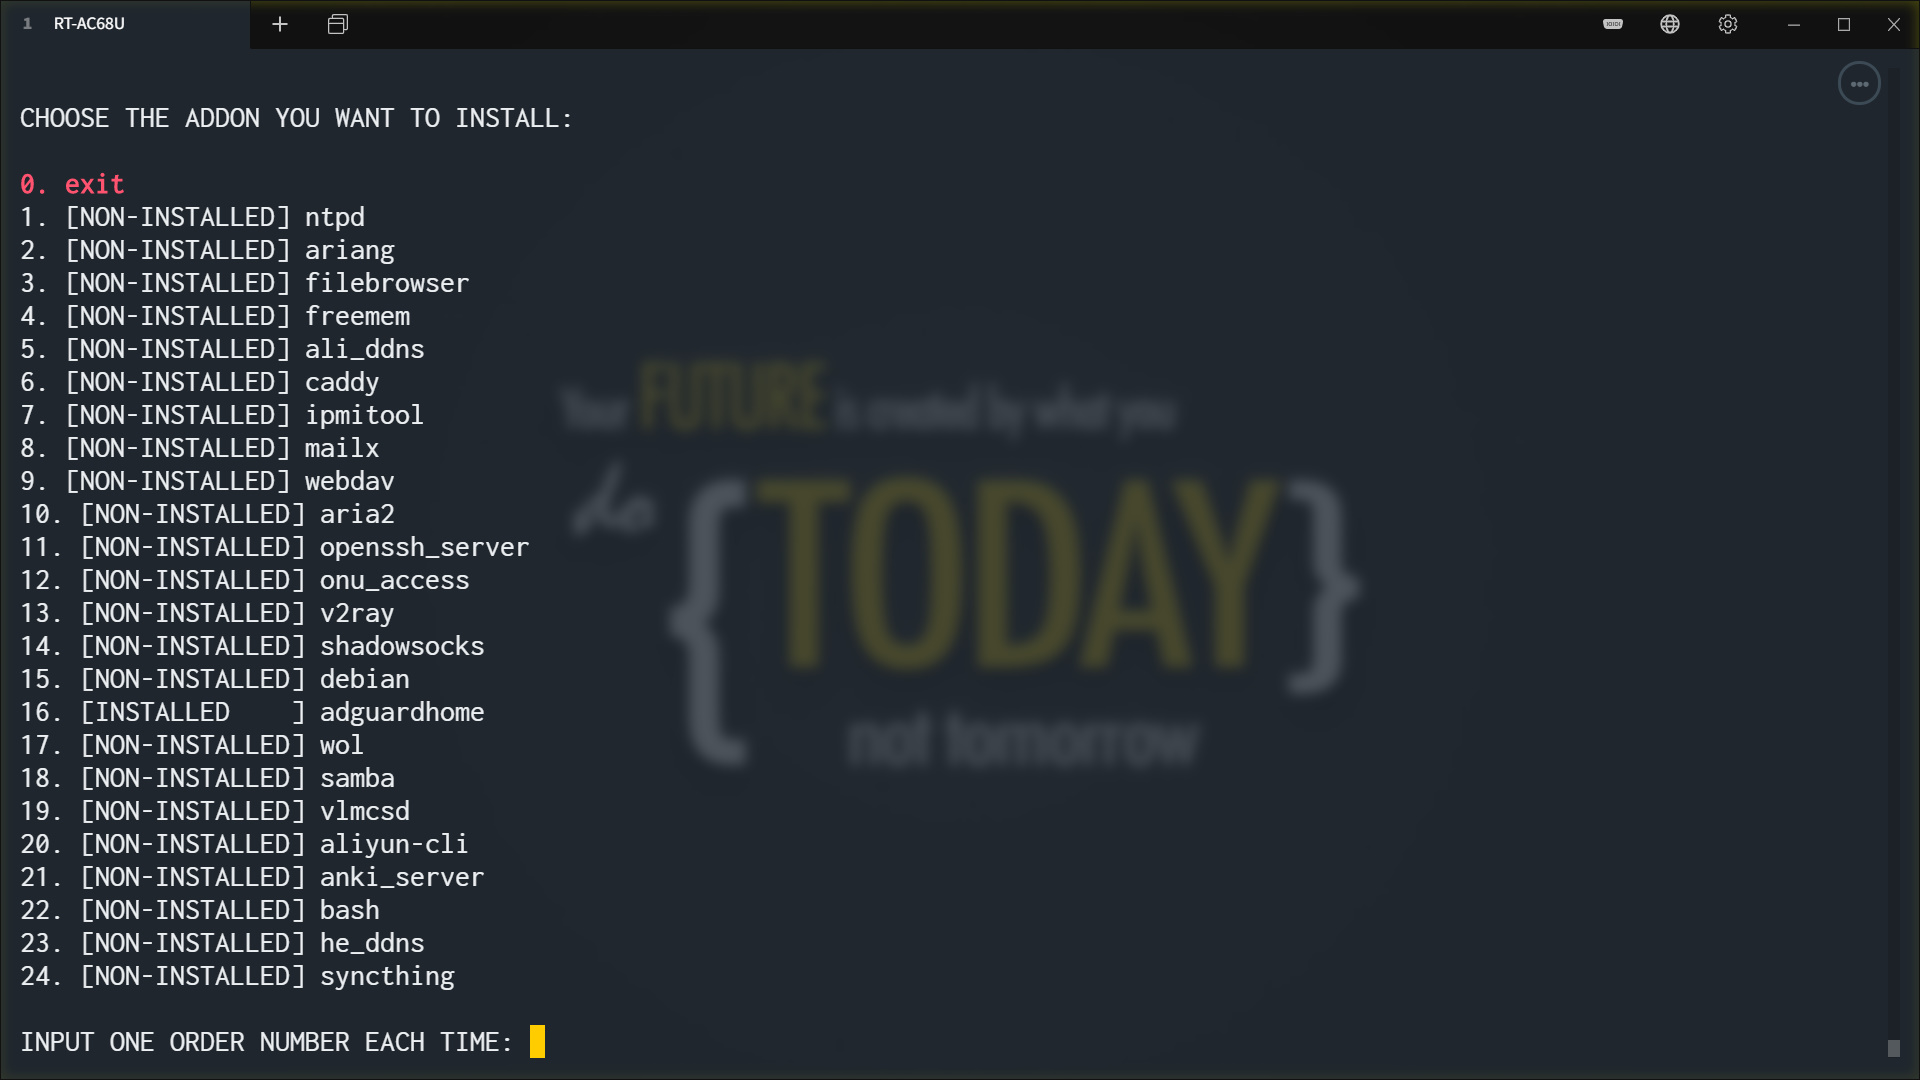 1 RT-AC68U
CHOOSE THE ADDON YOU WANT TO INSTALL:
0. exit
1. [NON-INSTALLED] ntpd
2. [NON-INSTALLED] ariang
3. [NON-INSTALLED] filebrowser
4. [NON-INSTALLED] freemem
5. [NON-INSTALLED] ali_ddns
6. [NON-INSTALLED] caddy
7. [NON-INSTALLED] ipmitool
8. [NON-INSTALLED] mailx
9. [NON-INSTALLED] webdav
10. [NON-INSTALLED] aria2
11. [NON-INSTALLED] openssh_server
12. [NON-INSTALLED] onu_access
13. [NON-INSTALLED] v2ray
14. [NON-INSTALLED] shadowsocks
15. [NON-INSTALLED] debian
16. [INSTALLED    ] adguardhome
17. [NON-INSTALLED] wol
18. [NON-INSTALLED] samba
19. [NON-INSTALLED] vlmcsd
20. [NON-INSTALLED] aliyun-cli
21. [NON-INSTALLED] anki_server
22. [NON-INSTALLED] bash
23. [NON-INSTALLED] he_ddns
24. [NON-INSTALLED] syncthing
INPUT ONE ORDER NUMBER EACH TIME:
Your FUTURE is created by what you
do {TODAY}
not tomorrow